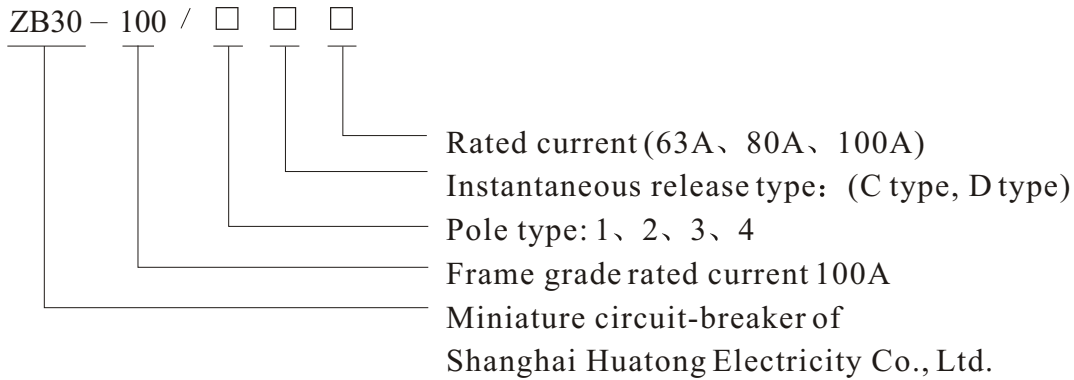 ZB30 – 100 / □ □ □
Rated current (63A、80A、100A)
Instantaneous release type：(C type, D type)
Pole type: 1、2、3、4
Frame grade rated current 100A
Miniature circuit-breaker of
Shanghai Huatong Electricity Co., Ltd.